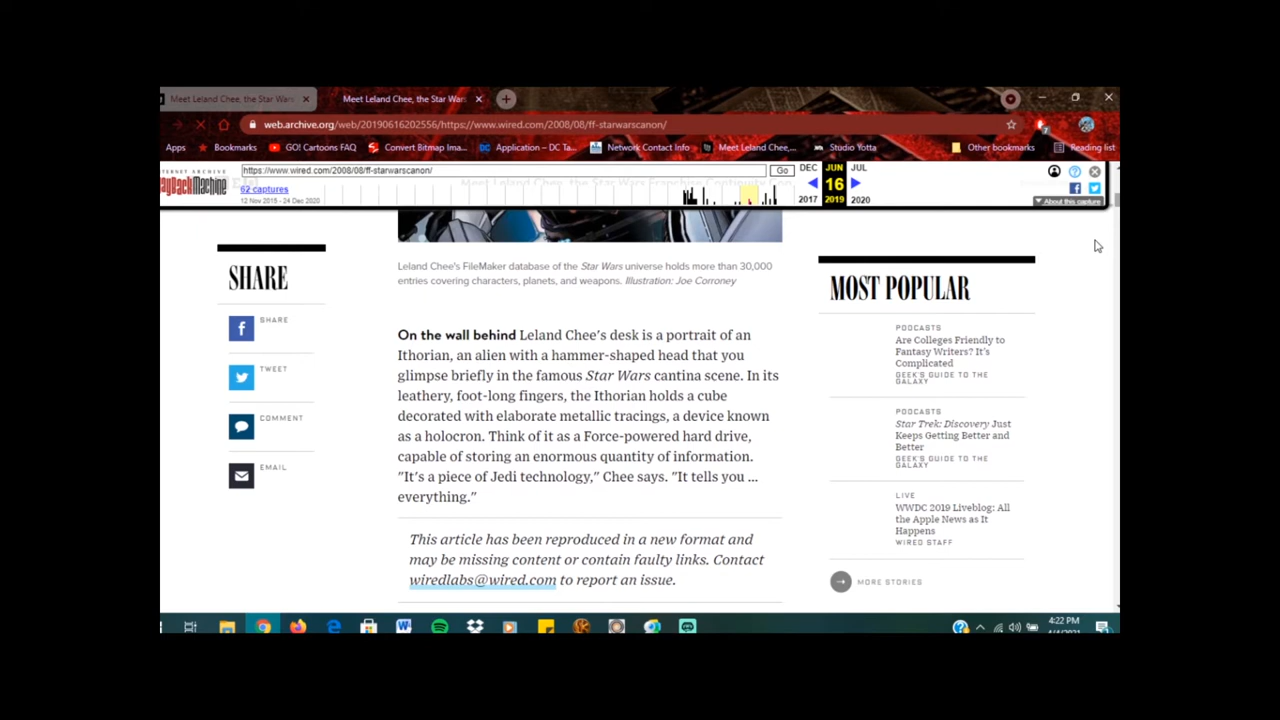 Meet Leland Chee, the Star Wars
Meet Leland Chee, the Star Wars
web.archive.org/web/20190616202556/https://www.wired.com/2008/08/ff-starwarscanon/
Apps
Bookmarks
GO! Cartoons FAQ
Convert Bitmap Ima...
Application – DC Ta...
Network Contact Info
Meet Leland Chee,...
Studio Yotta
Other bookmarks
Reading list
INTERNET ARCHIVE
https://www.wired.com/2008/08/ff-starwarscanon/
Go
DEC
JUN
JUL
62 captures
16
12 Nov 2015 - 24 Dec 2020
2017
2019
2020
About this capture
SHARE
SHARE
TWEET
COMMENT
EMAIL
Leland Chee's FileMaker database of the Star Wars universe holds more than 30,000
entries covering characters, planets, and weapons. Illustration: Joe Corroney
On the wall behind Leland Chee's desk is a portrait of an
Ithorian, an alien with a hammer-shaped head that you
glimpse briefly in the famous Star Wars cantina scene. In its
leathery, foot-long fingers, the Ithorian holds a cube
decorated with elaborate metallic tracings, a device known
as a holocron. Think of it as a Force-powered hard drive,
capable of storing an enormous quantity of information.
"It's a piece of Jedi technology," Chee says. "It tells you ...
everything."
This article has been reproduced in a new format and
may be missing content or contain faulty links. Contact
wiredlabs@wired.com to report an issue.
MOST POPULAR
PODCASTS
Are Colleges Friendly to
Fantasy Writers? It's
Complicated
GEEK'S GUIDE TO THE
GALAXY
PODCASTS
Star Trek: Discovery Just
Keeps Getting Better and
Better
GEEK'S GUIDE TO THE
GALAXY
LIVE
WWDC 2019 Liveblog: All
the Apple News as It
Happens
WIRED STAFF
MORE STORIES
4:22 PM